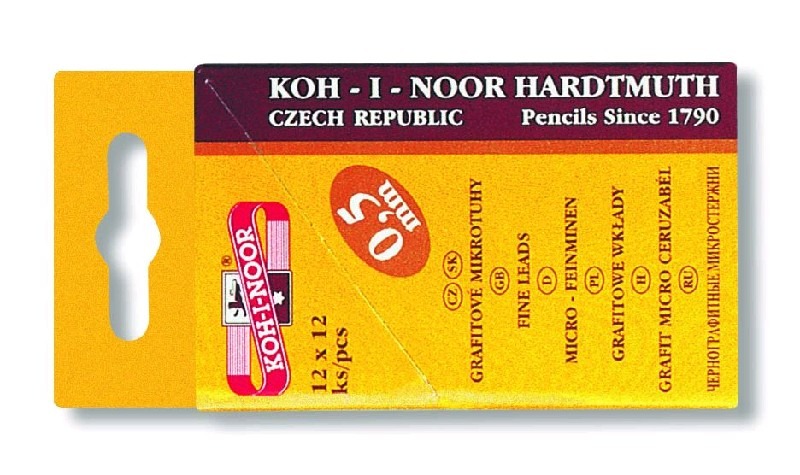 KOH - I - NOOR HARDTMUTH
CZECH REPUBLIC Pencils Since 1790
0,5
mm
KOH-I-NOOR
®
12 x 12
ks/pcs
CZ SK
GRAFITOVE MIKROTUHY
GB
FINE LEADS
D
MICRO - FEINMINEN
PL
GRAFITOWE WKŁADY
H
GRAFIT MICRO CERUZABÉL
RU
ЧЕРНОГРАФИТНЫЕ МИКРОСТЕРЖНИ